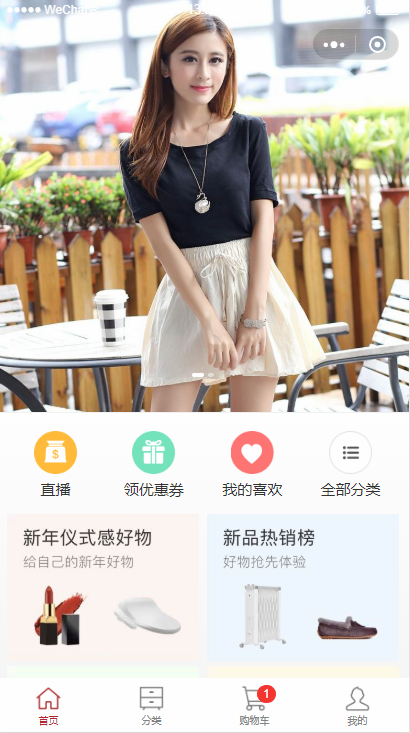 WeChat
%
直播
领优惠券
我的喜欢
全部分类
新年仪式感好物
给自己的新年好物
新品热销榜
好物抢先体验
首页
分类
购物车
1
我的